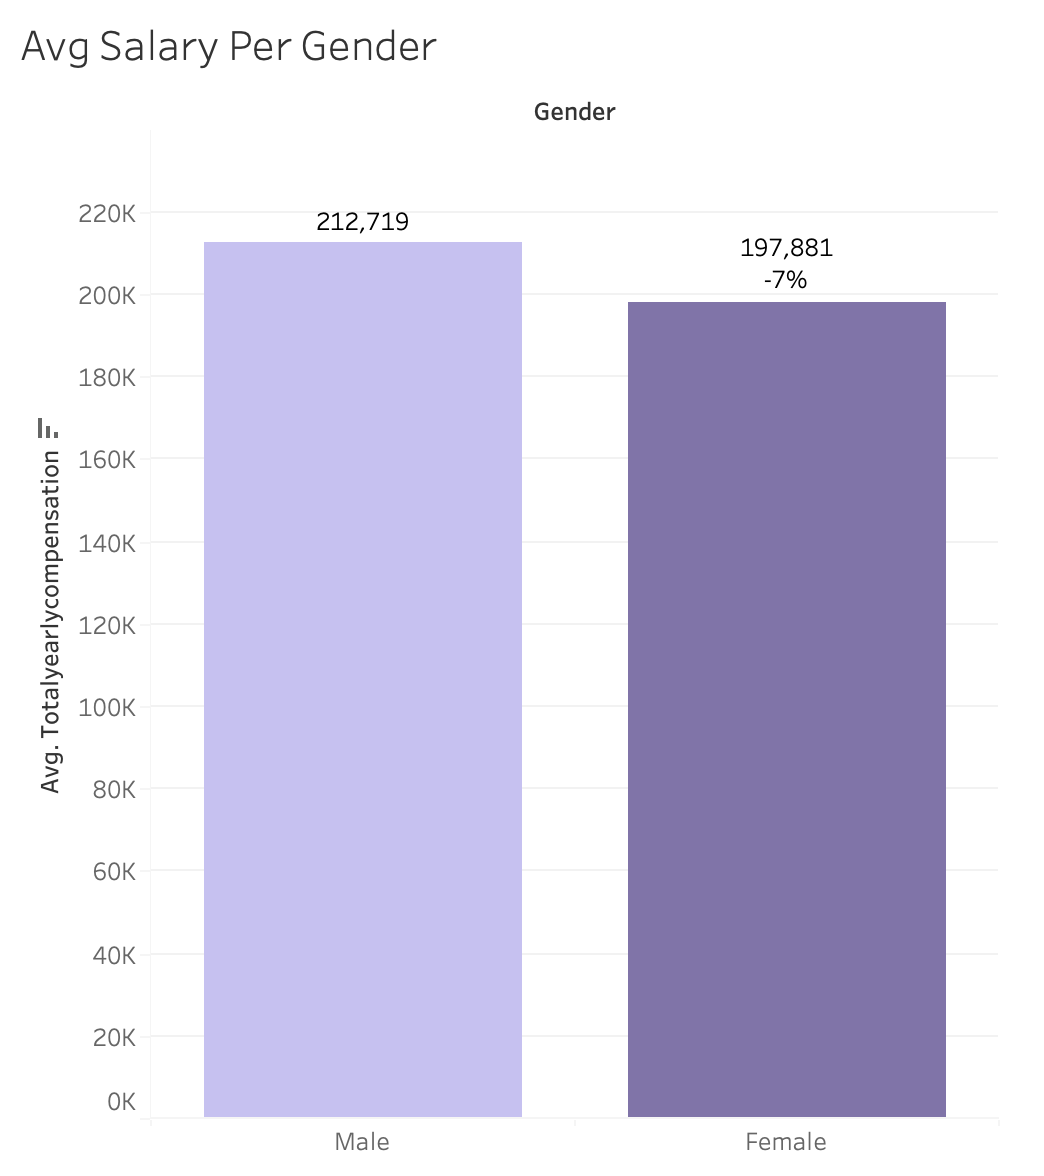 Avg Salary Per Gender
Gender
220K
200K
180K
160K
140K
120K
100K
80K
60K
40K
20K
0K
Avg. Totalyearlycompensation
212,719
197,881
-7%
Male
Female